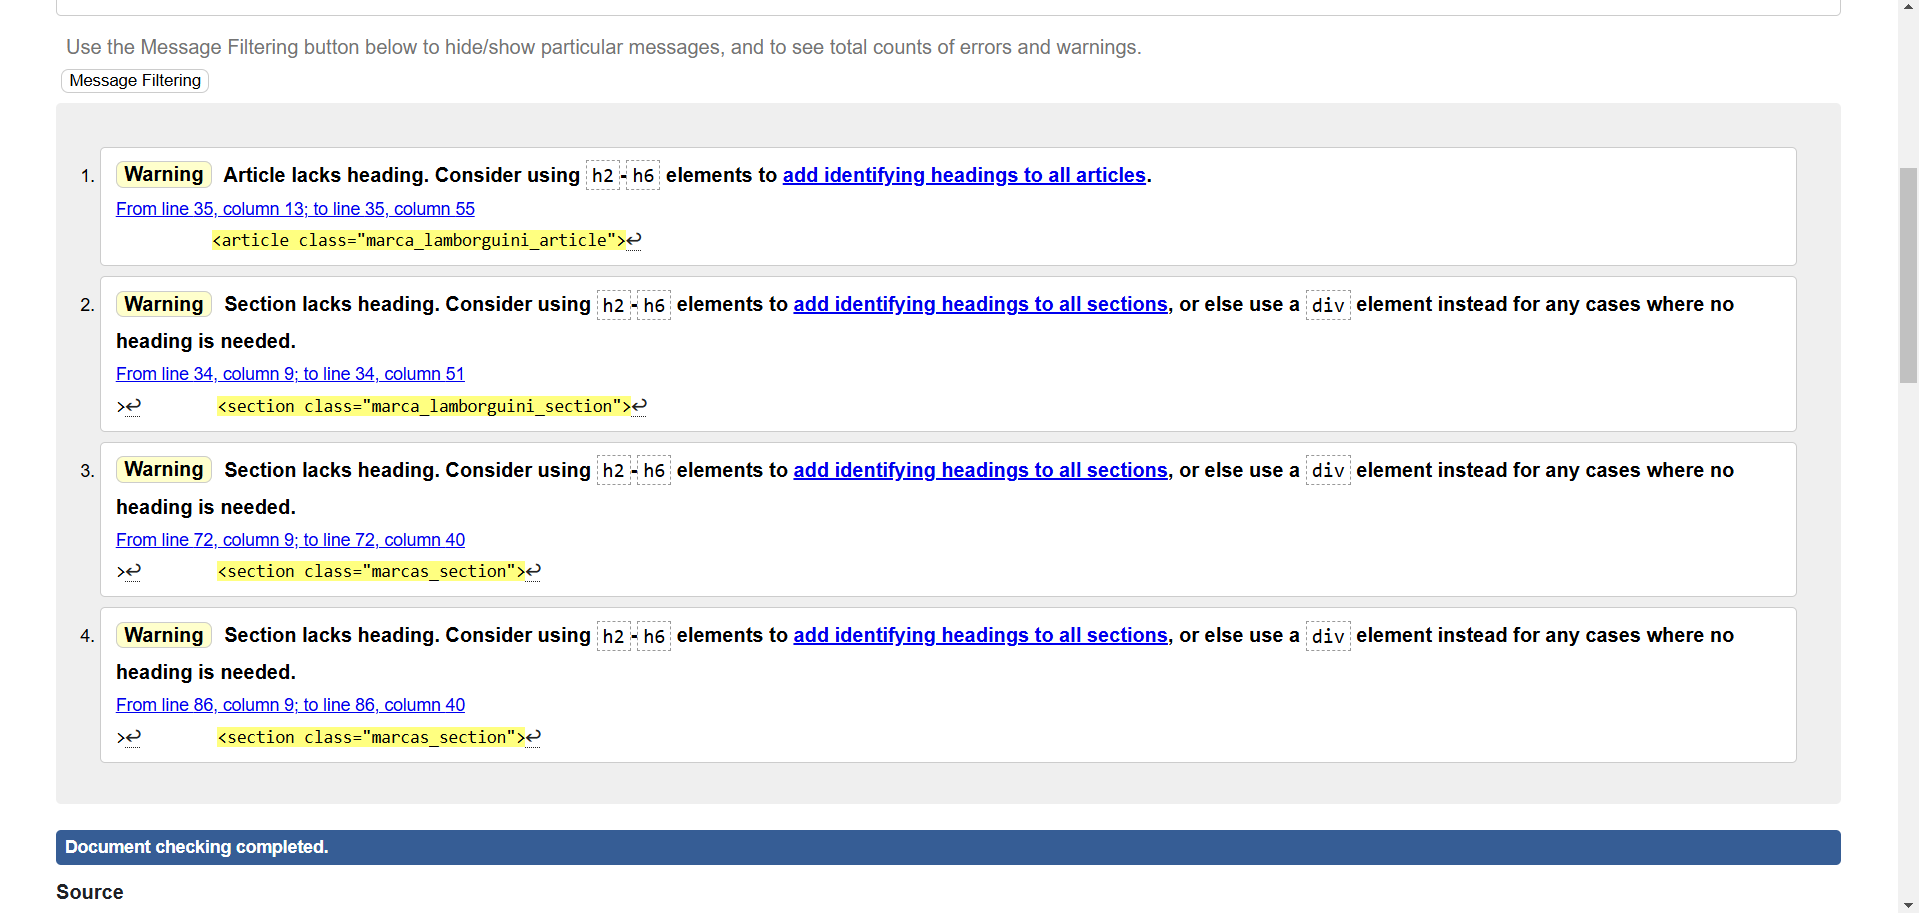 Use the Message Filtering button below to hide/show particular messages, and to see total counts of errors and warnings.
Message Filtering
1. Warning Article lacks heading. Consider using h2-h6 elements to add identifying headings to all articles.
From line 35, column 13; to line 35, column 55
<article class="marca_lamborguini_article">↩
2. Warning Section lacks heading. Consider using h2-h6 elements to add identifying headings to all sections, or else use a div element instead for any cases where no
heading is needed.
From line 34, column 9; to line 34, column 51
>↩ <section class="marca_lamborguini_section">↩
3. Warning Section lacks heading. Consider using h2-h6 elements to add identifying headings to all sections, or else use a div element instead for any cases where no
heading is needed.
From line 72, column 9; to line 72, column 40
>↩ <section class="marcas_section">↩
4. Warning Section lacks heading. Consider using h2-h6 elements to add identifying headings to all sections, or else use a div element instead for any cases where no
heading is needed.
From line 86, column 9; to line 86, column 40
>↩ <section class="marcas_section">↩
Document checking completed.
Source